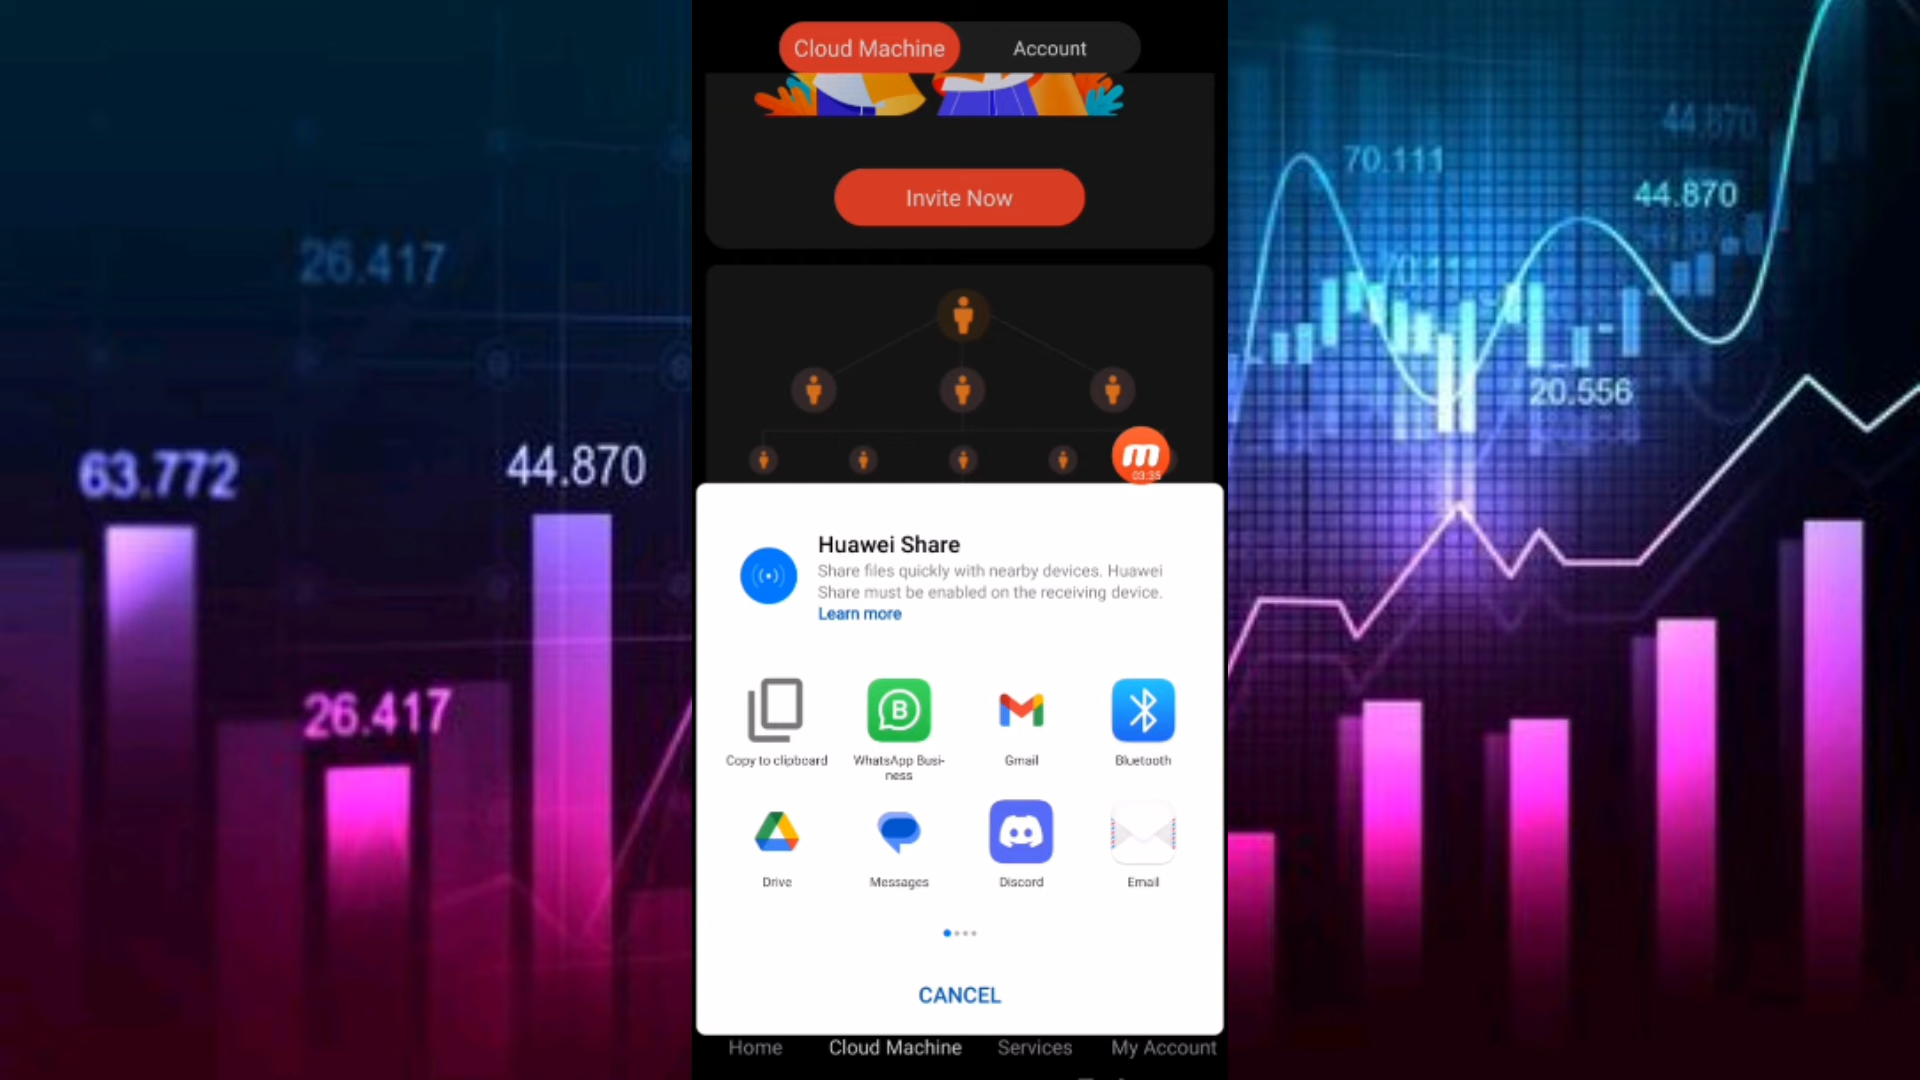 Cloud Machine
Account
Invite Now
03:35
Huawei Share
Share files quickly with nearby devices. Huawei
Share must be enabled on the receiving device.
Learn more
Copy to clipboard
WhatsApp Busi-
ness
Gmail
Bluetooth
Drive
Messages
Discord
Email
CANCEL
Home
Cloud Machine
Services
My Account
26.417
63.772
44.870
26.417
70.111
44.870
44.870
20.556